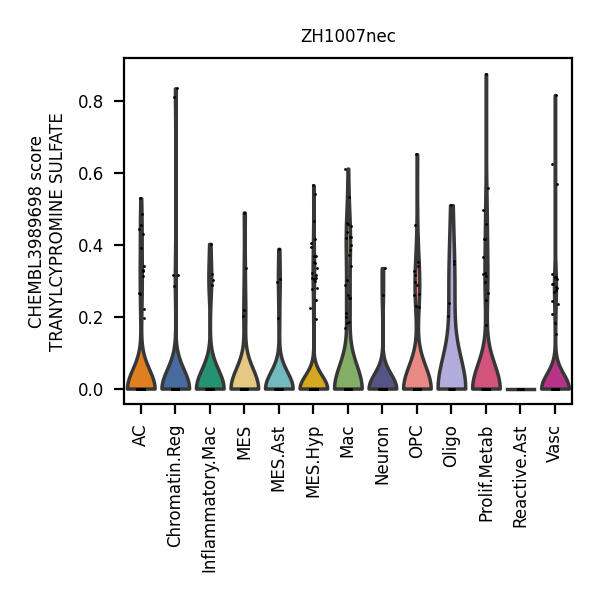 ZH1007nec
CHEMBL3989698 score
TRANYLCYPROMINE SULFATE
0.8
0.6
0.4
0.2
0.0
AC
Chromatin.Reg
Inflammatory.Mac
MES
MES.Ast
MES.Hyp
Mac
Neuron
OPC
Oligo
Prolif.Metab
Reactive.Ast
Vasc